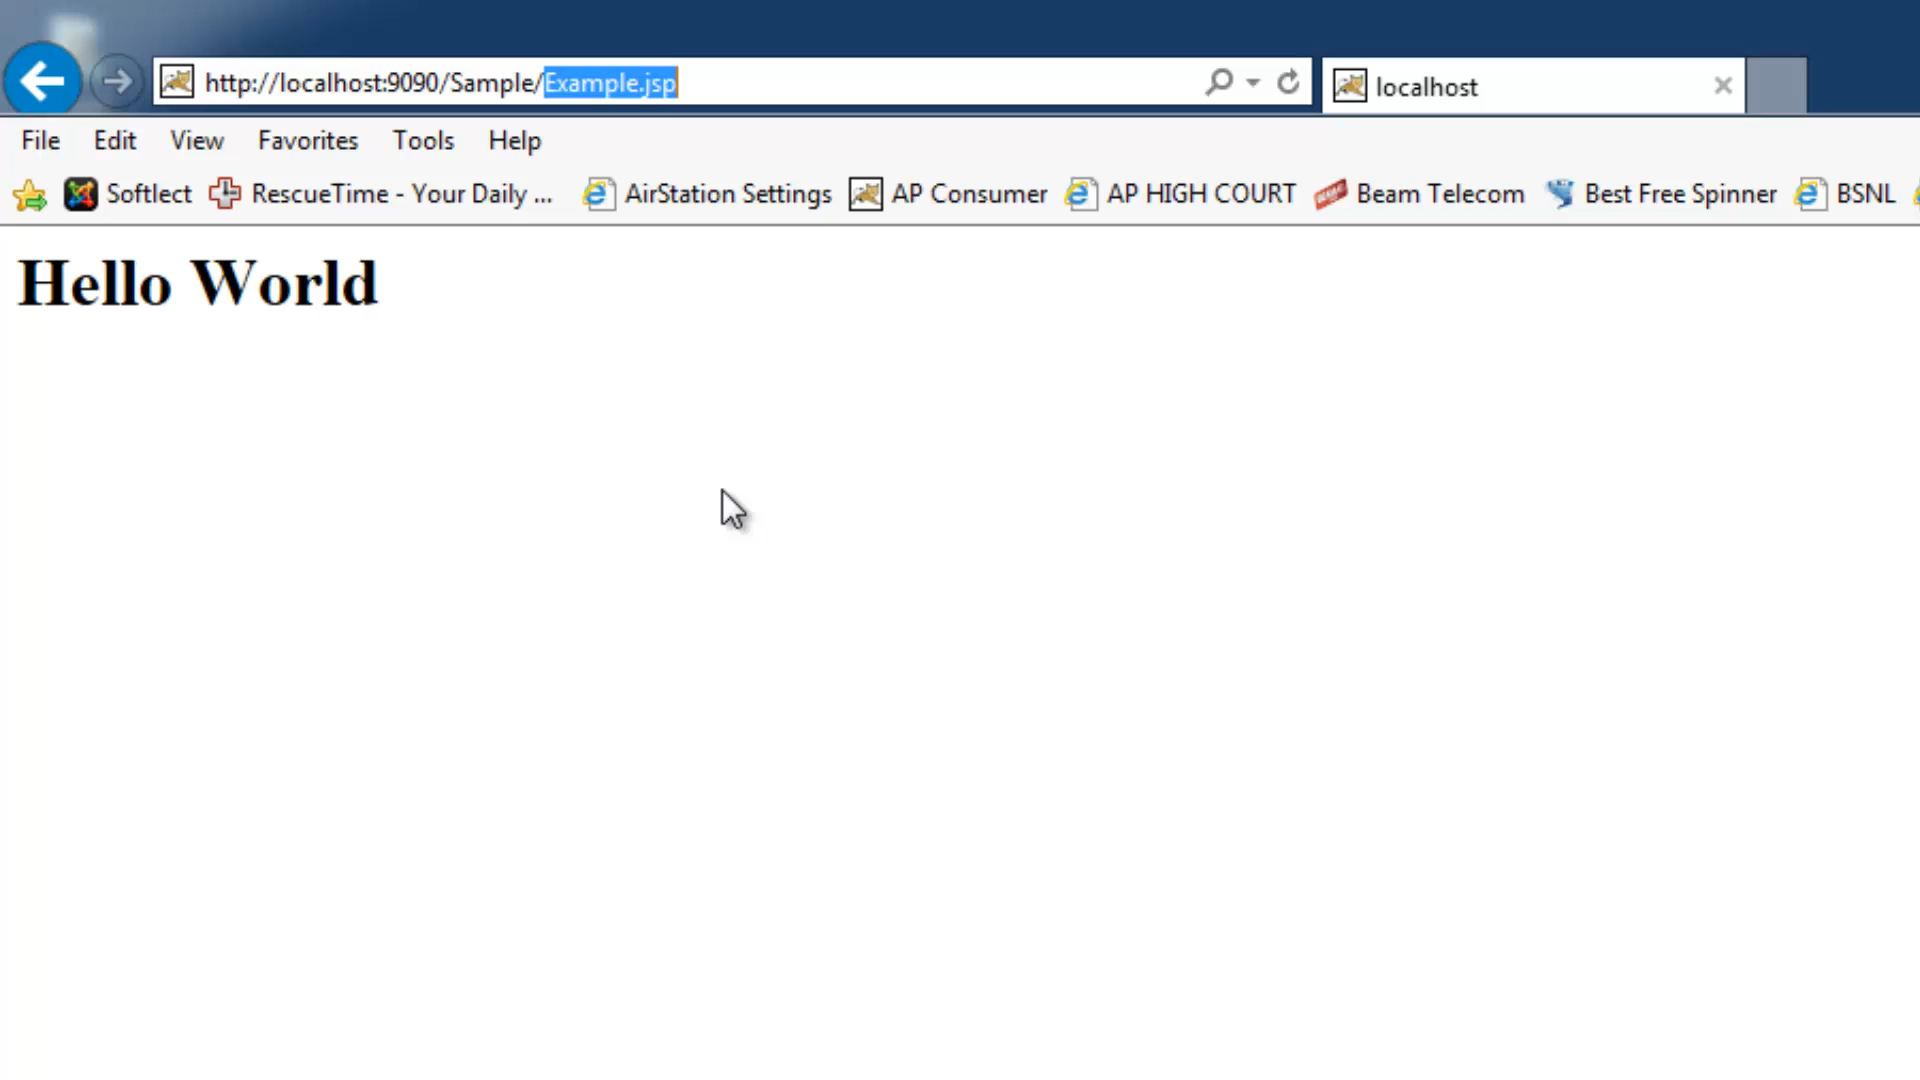 http://localhost:9090/Sample/Example.jsp
localhost
File Edit View Favorites Tools Help
Softlect RescueTime - Your Daily ... AirStation Settings AP Consumer AP HIGH COURT Beam Telecom Best Free Spinner BSNL
Hello World